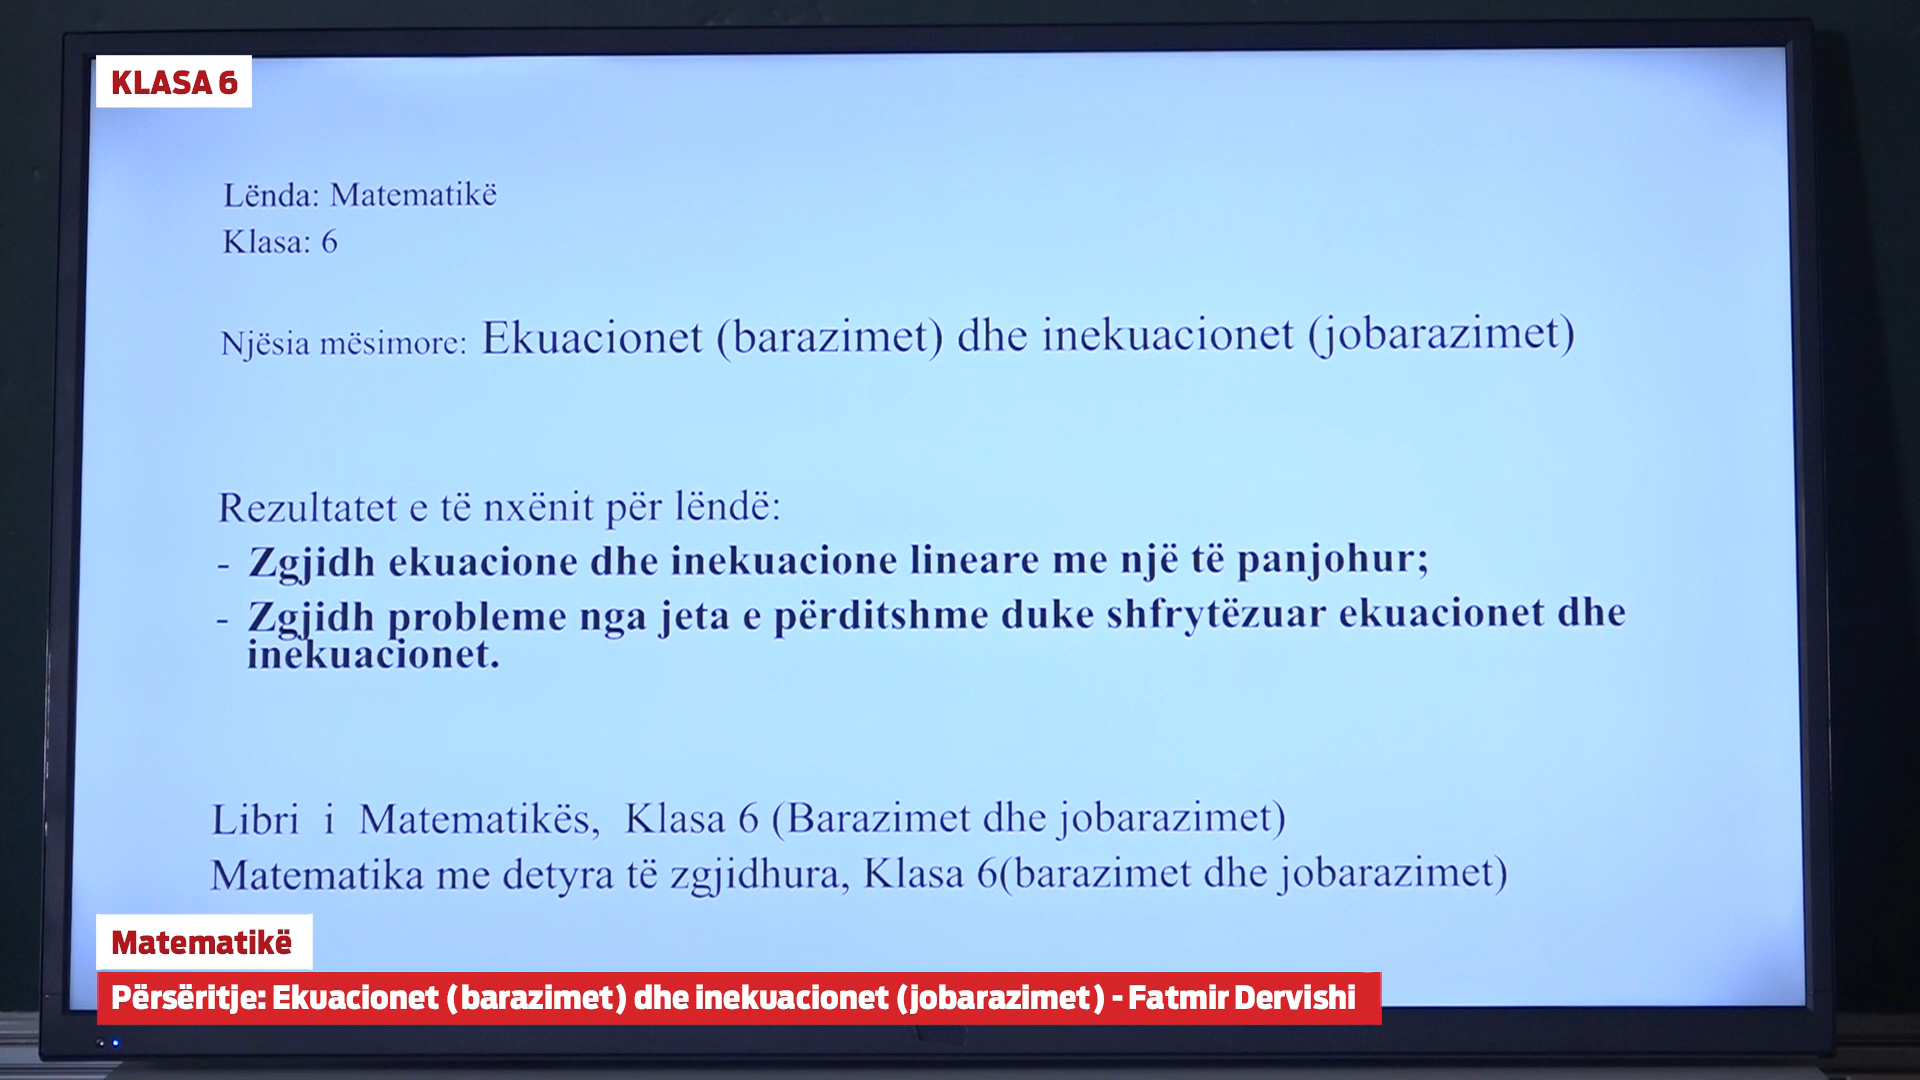 KLASA 6
Lënda: Matematikë
Klasa: 6
Njësia mësimore: Ekuacionet (barazimet) dhe inekuacionet (jobarazimet)
Rezultatet e të nxënit për lëndë:
- Zgjidh ekuacione dhe inekuacione lineare me një të panjohur;
- Zgjidh probleme nga jeta e përditshme duke shfrytëzuar ekuacionet dhe
inekuacionet.
Libri i Matematikës, Klasa 6 (Barazimet dhe jobarazimet)
Matematika me detyra të zgjidhura, Klasa 6(barazimet dhe jobarazimet)
Matematikë
Përsëritje: Ekuacionet (barazimet) dhe inekuacionet (jobarazimet) - Fatmir Dervishi